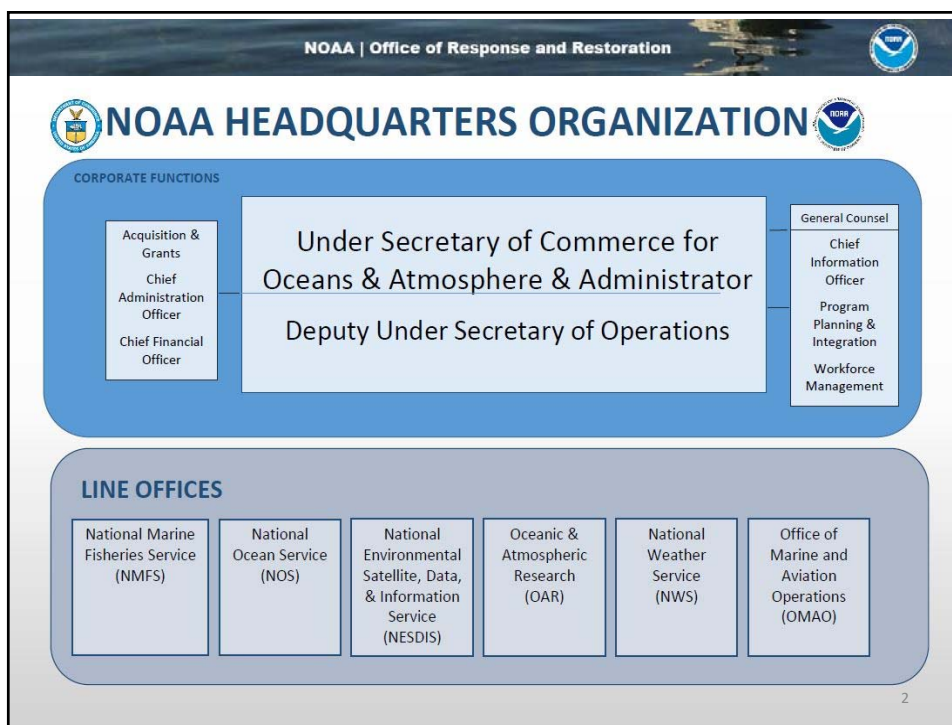 NOAA | Office of Response and Restoration
NOAA
NOAA HEADQUARTERS ORGANIZATION
NOAA
CORPORATE FUNCTIONS
Acquisition &
Grants
Chief
Administration
Officer
Chief Financial
Officer
Under Secretary of Commerce for
Oceans & Atmosphere & Administrator
Deputy Under Secretary of Operations
General Counsel
Chief
Information
Officer
Program
Planning &
Integration
Workforce
Management
LINE OFFICES
National Marine
Fisheries Service
(NMFS)
National
Ocean Service
(NOS)
National
Environmental
Satellite, Data,
& Information
Service
(NESDIS)
Oceanic &
Atmospheric
Research
(OAR)
National
Weather
Service
(NWS)
Office of
Marine and
Aviation
Operations
(OMAO)
2